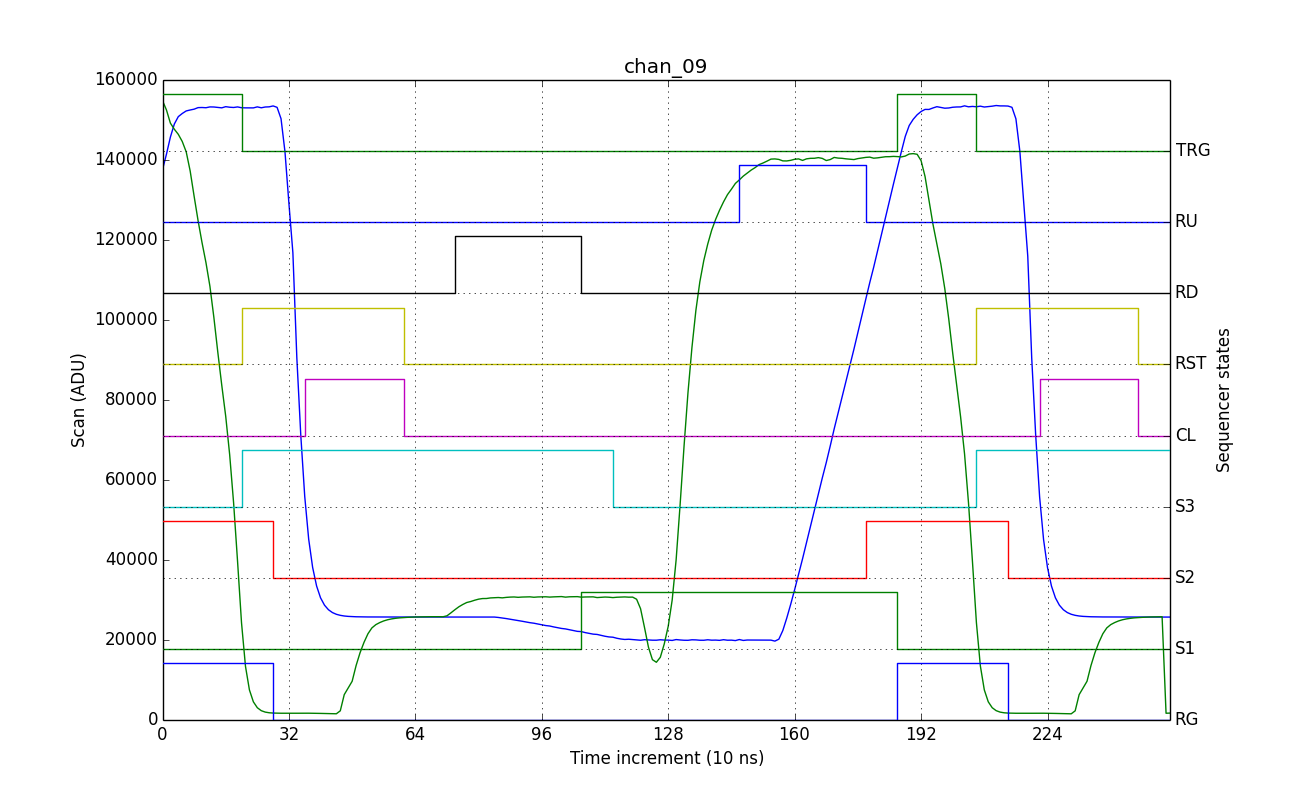 chan_09
160000
140000
120000
100000
80000
60000
40000
20000
0
Scan (ADU)
0 32 64 96 128 160 192 224
Time increment (10 ns)
TRG
RU
RD
RST
CL
S3
S2
S1
RG
Sequencer states